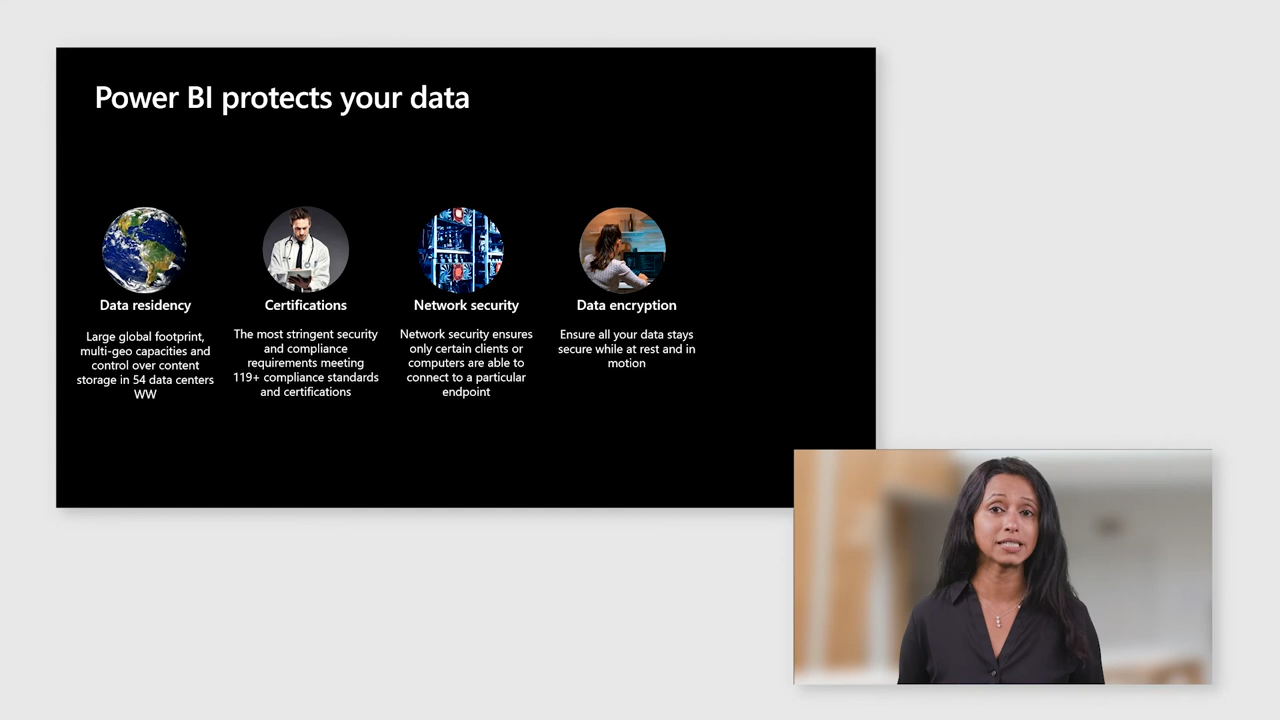 Power BI protects your data
Data residency
Large global footprint,
multi-geo capacities and
control over content
storage in 54 data centers
WW
Certifications
The most stringent security
and compliance
requirements meeting
119+ compliance standards
and certifications
Network security
Network security ensures
only certain clients or
computers are able to
connect to a particular
endpoint
Data encryption
Ensure all your data stays
secure while at rest and in
motion